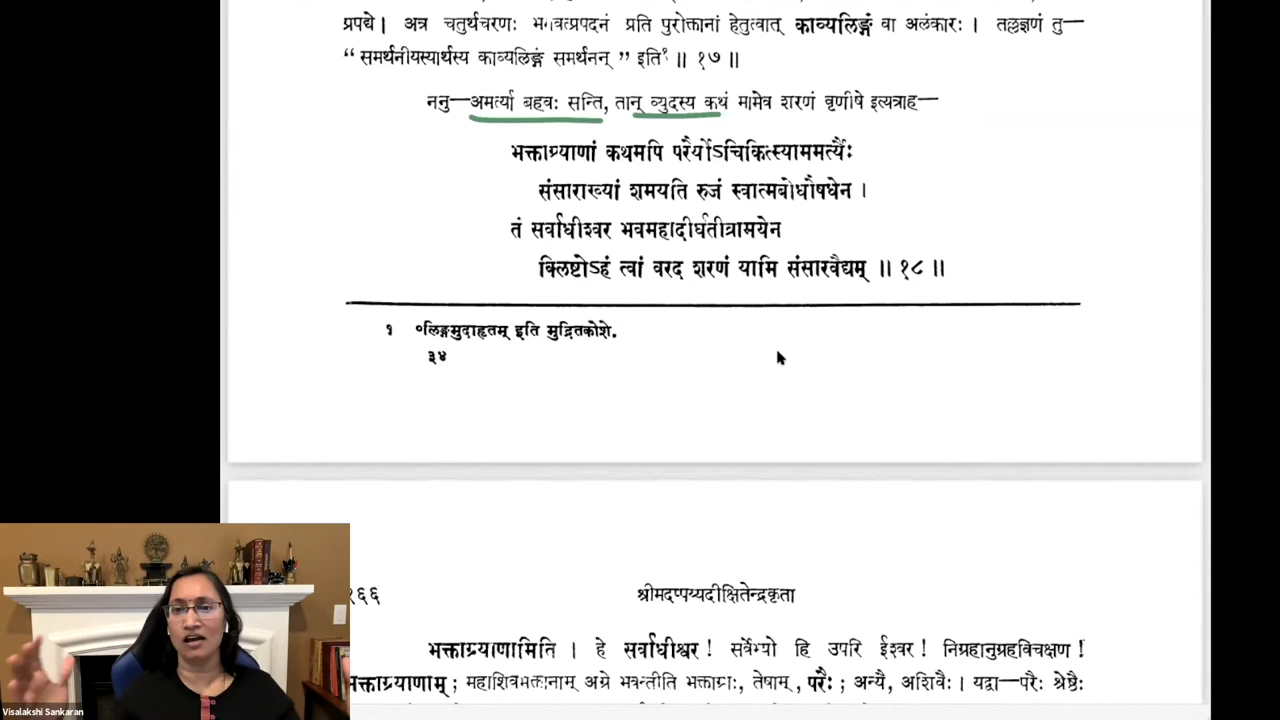 प्रपद्ये। अत्र चतुर्थचरणः भगवत्प्रपदनं प्रति पुरोक्तानां हेतुत्वात् काव्यलिङ्गं वा अलंकारः। तल्लक्षणं तु—
“ समर्थनीयस्यार्थस्य काव्यलिङ्गं समर्थनन् ” इति१ ॥ १७ ॥
ननु—अमर्त्या बहवः सन्ति, तान् व्युदस्य कथं मामेव शरणं वृणीषे इत्यत्राह—
भक्ताग्र्याणां कथमपि परैर्योऽचिकित्स्याममर्त्यैः
संसाराख्यां शमयति रुजं स्वात्मबोधौषधेन।
तं सर्वाधीश्वर भवमहादीर्घतीव्रामयेन
क्लिष्टोऽहं त्वां वरद शरणं यामि संसारवैद्यम् ॥ १८ ॥
१ ०लिङ्गमुदाहृतम् इति मुद्रितकोशे.
३४
२६६ श्रीमदप्पय्यदीक्षितेन्द्रकृता
भक्ताग्र्याणामिति। हे सर्वाधीश्वर! सर्वेभ्यो हि उपरि ईश्वर! निग्रहानुग्रहविचक्षण!
भक्ताग्र्याणाम्; महाशिवभक्तानाम् अग्रे भवन्तीति भक्ताग्राः, तेषाम्, परैः; अन्यै, अशिवैः। यद्वा—परैः श्रेष्ठैः
Visalakshi Sankaran